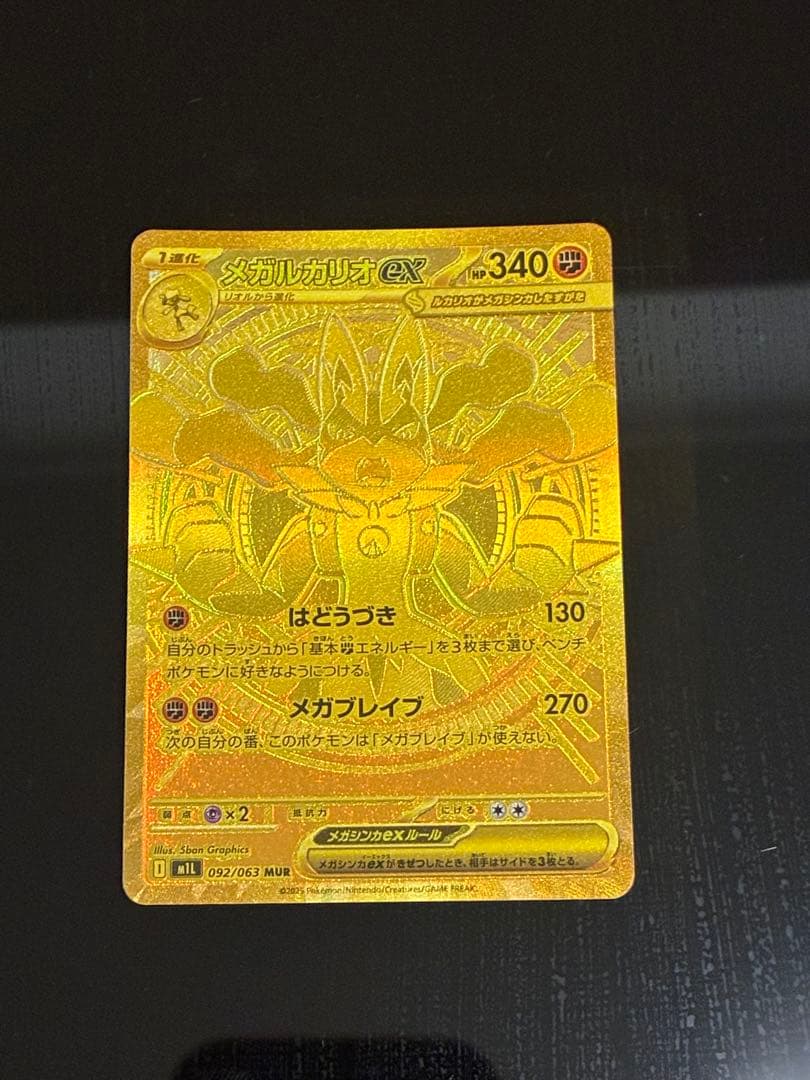 1進化
メガルカリオex HP340
リオルから進化
ルカリオがメガシンカしたすがた
はどうづき 130
自分のトラッシュから「基本エネルギー」を3枚まで選び、ベンチ
ポケモンに好きなようにつける。
メガブレイブ 270
次の自分の番、このポケモンは「メガブレイブ」が使えない。
弱点 ×2 抵抗力 にげる
メガシンカexルール
メガシンカexがきぜつしたとき、相手はサイドを3枚とる。
Illus. 5ban Graphics
I M1L 092/063 MUR
©2025 Pokémon/Nintendo/Creatures/GAME FREAK.